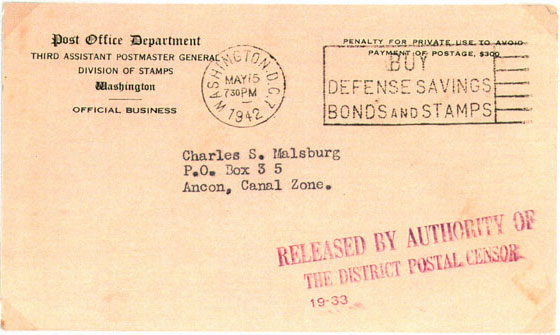 Post Office Department
THIRD ASSISTANT POSTMASTER GENERAL
DIVISION OF STAMPS
Washington
OFFICIAL BUSINESS
WASHINGTON, D.C. 7
MAY 15
7 30 PM
1942
PENALTY FOR PRIVATE USE TO AVOID
PAYMENT OF POSTAGE, $300
BUY
DEFENSE SAVINGS
BONDS AND STAMPS
Charles S. Malsburg
P.O. Box 3 5
Ancon, Canal Zone.
RELEASED BY AUTHORITY OF
THE DISTRICT POSTAL CENSOR
19-33